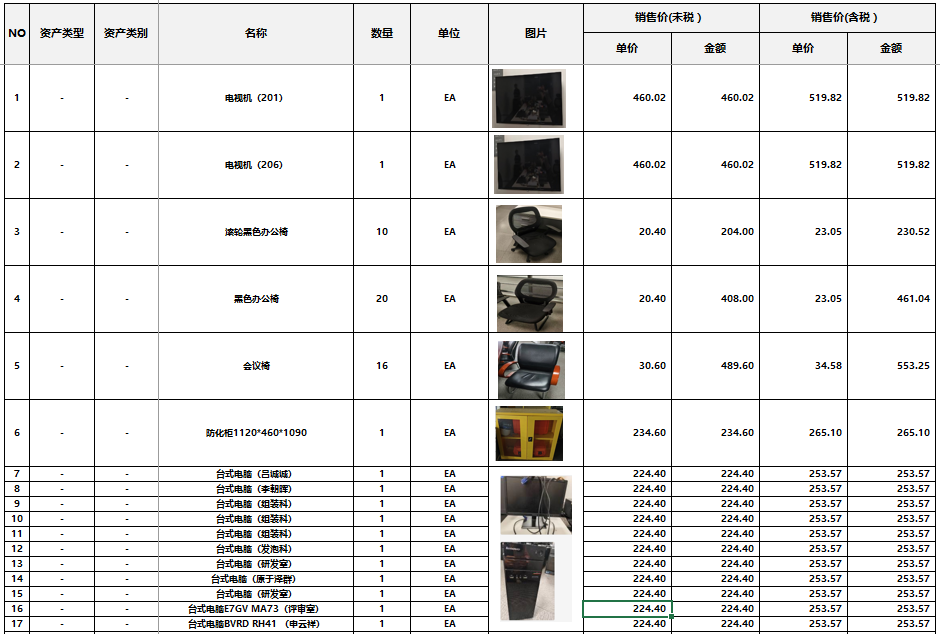 NO 资产类型 资产类别 名称 数量 单位 图片 销售价(未税 ) 销售价(含税 )
单价 金额 单价 金额
1 - - 电视机（201） 1 EA 460.02 460.02 519.82 519.82
2 - - 电视机（206） 1 EA 460.02 460.02 519.82 519.82
3 - - 滚轮黑色办公椅 10 EA 20.40 204.00 23.05 230.52
4 - - 黑色办公椅 20 EA 20.40 408.00 23.05 461.04
5 - - 会议椅 16 EA 30.60 489.60 34.58 553.25
6 - - 防化柜1120*460*1090 1 EA 234.60 234.60 265.10 265.10
7 - - 台式电脑（吕诚诚） 1 EA 224.40 224.40 253.57 253.57
8 - - 台式电脑（李朝晖） 1 EA 224.40 224.40 253.57 253.57
9 - - 台式电脑（组装科） 1 EA 224.40 224.40 253.57 253.57
10 - - 台式电脑（组装科） 1 EA 224.40 224.40 253.57 253.57
11 - - 台式电脑（组装科） 1 EA 224.40 224.40 253.57 253.57
12 - - 台式电脑（发泡科） 1 EA 224.40 224.40 253.57 253.57
13 - - 台式电脑（研发室） 1 EA 224.40 224.40 253.57 253.57
14 - - 台式电脑（原于泽群） 1 EA 224.40 224.40 253.57 253.57
15 - - 台式电脑（研发室） 1 EA 224.40 224.40 253.57 253.57
16 - - 台式电脑E7GV MA73（评审室） 1 EA 224.40 224.40 253.57 253.57
17 - - 台式电脑BVRD RH41 （申云祥） 1 EA 224.40 224.40 253.57 253.57